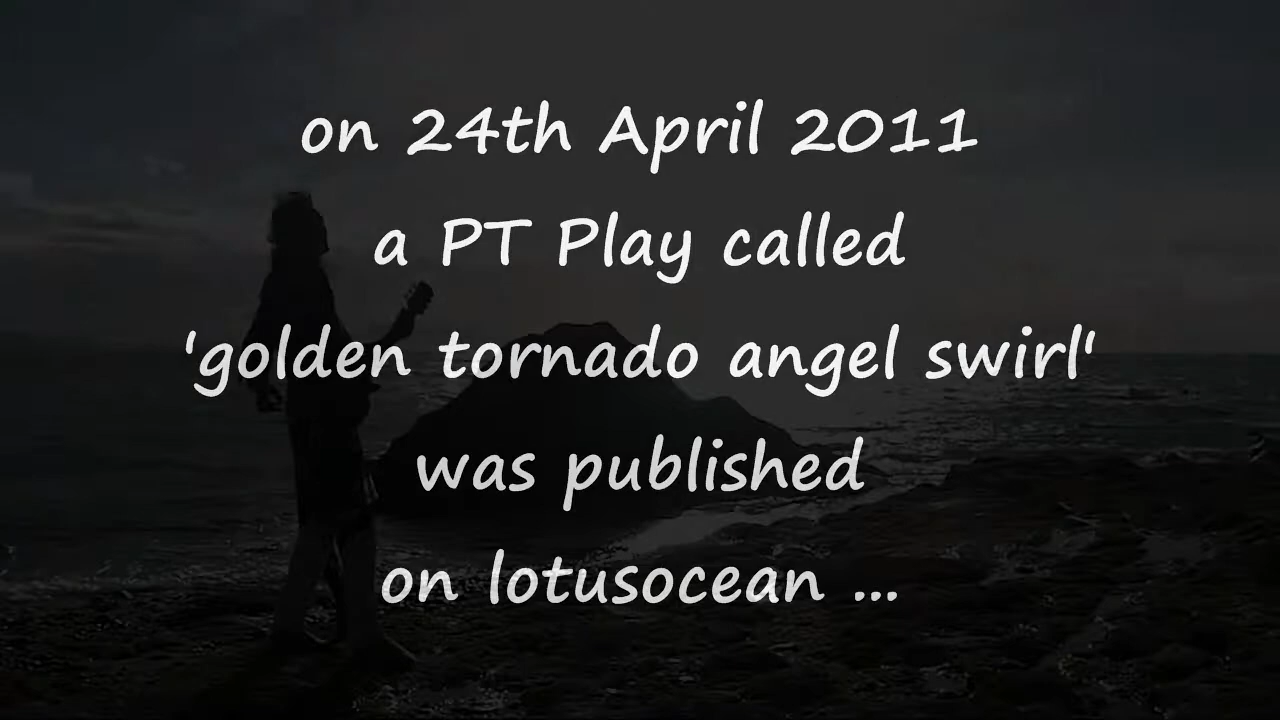 on 24th April 2011
a PT Play called
'golden tornado angel swirl'
was published
on lotusocean ...